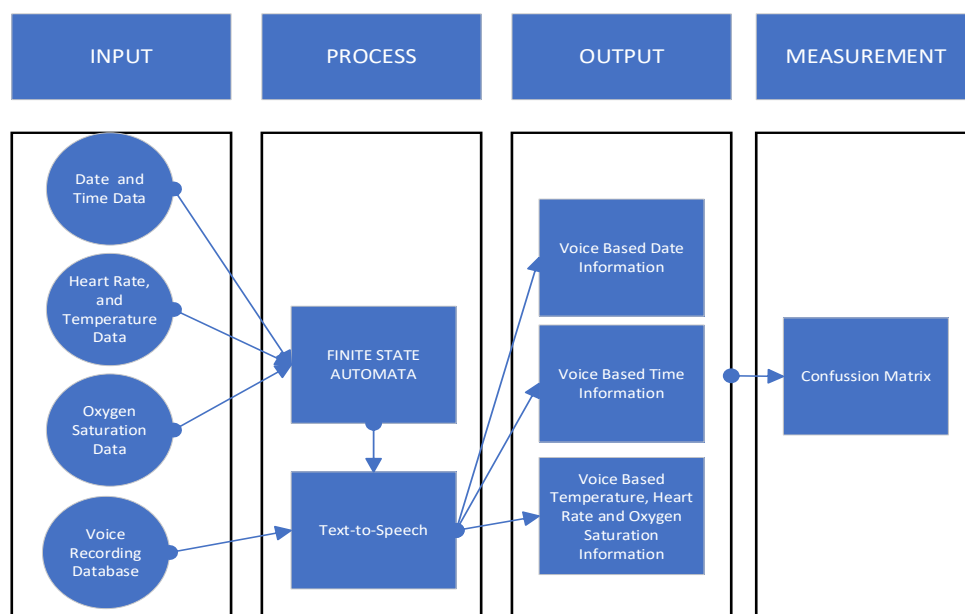 INPUT
PROCESS
OUTPUT
MEASUREMENT
Date and
Time Data
Heart Rate,
and
Temperature
Data
Oxygen
Saturation
Data
Voice
Recording
Database
FINITE STATE
AUTOMATA
Text-to-Speech
Voice Based Date
Information
Voice Based Time
Information
Voice Based
Temperature, Heart
Rate and Oxygen
Saturation
Information
Confussion Matrix